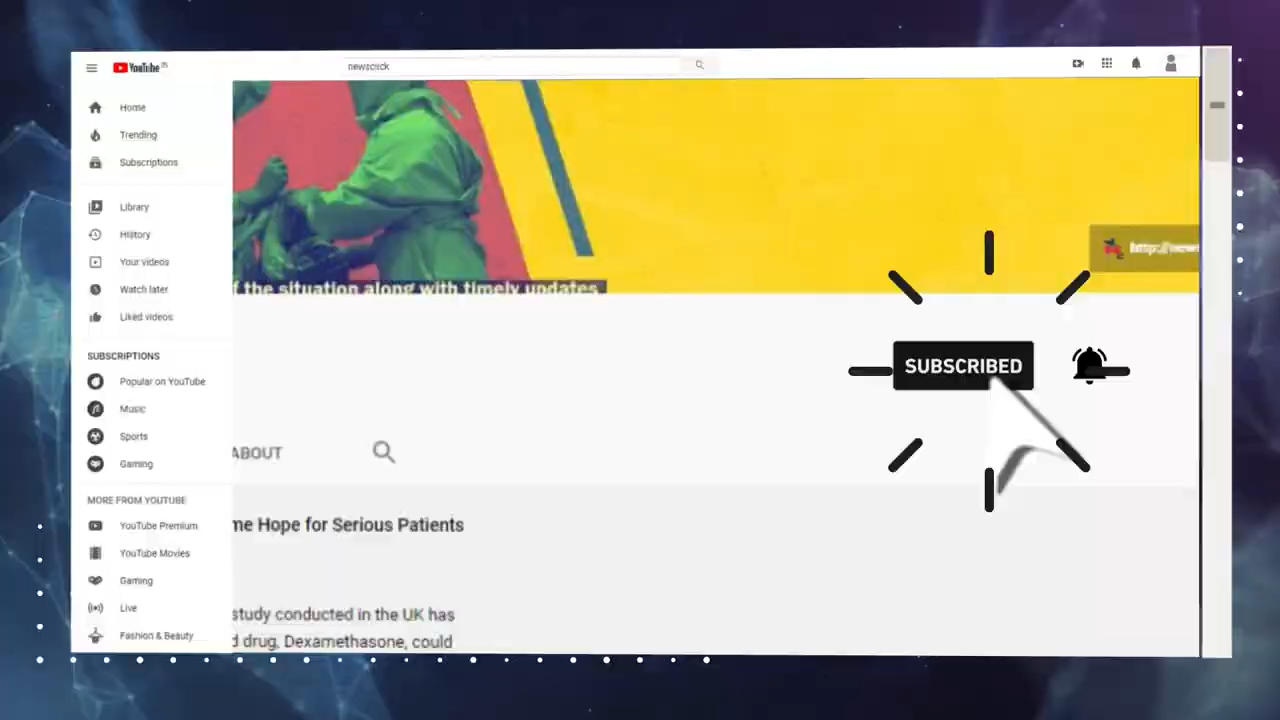 YouTube
newsclick
Home
Trending
Subscriptions
Library
History
Your videos
Watch later
Liked videos
SUBSCRIPTIONS
Popular on YouTube
Music
Sports
Gaming
MORE FROM YOUTUBE
YouTube Premium
YouTube Movies
Gaming
Live
Fashion & Beauty
f the situation along with timely updates.
http://news
SUBSCRIBED
ABOUT
me Hope for Serious Patients
study conducted in the UK has
d drug, Dexamethasone, could